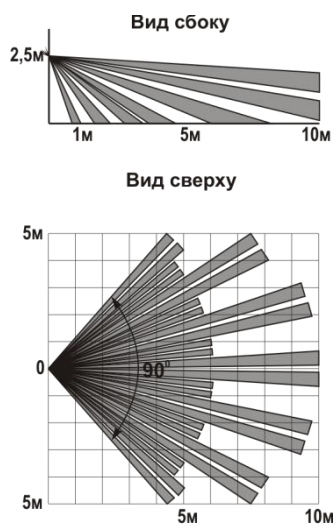 Вид сбоку
2,5м
1м 5м 10м
Вид сверху
5м
0
90°
5м
5м 10м